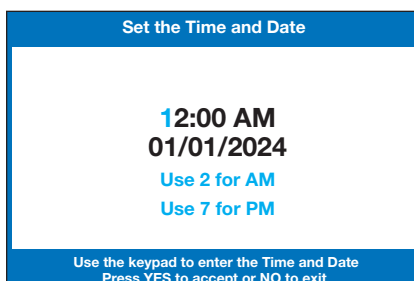 Set the Time and Date
12:00 AM
01/01/2024
Use 2 for AM
Use 7 for PM
Use the keypad to enter the Time and Date
Press YES to accept or NO to exit